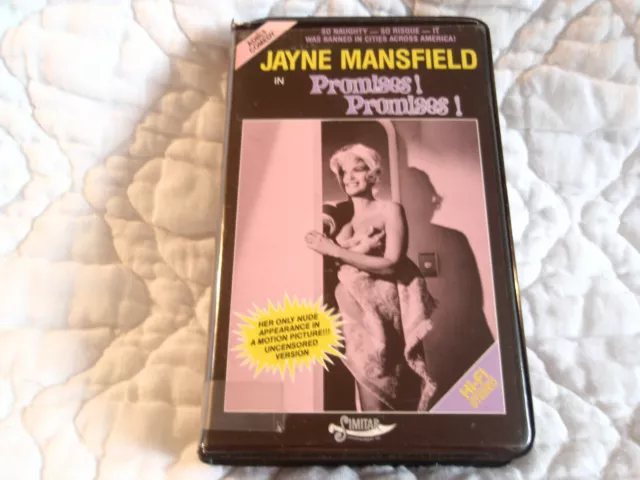 ADULT
COMEDY
SO NAUGHTY — SO RISQUE — IT
WAS BANNED IN CITIES ACROSS AMERICA!
JAYNE MANSFIELD
IN
Promises!
Promises!
HER ONLY NUDE
APPEARANCE IN
A MOTION PICTURE!!!
UNCENSORED
VERSION
HI-FI
STEREO
SIMITAR